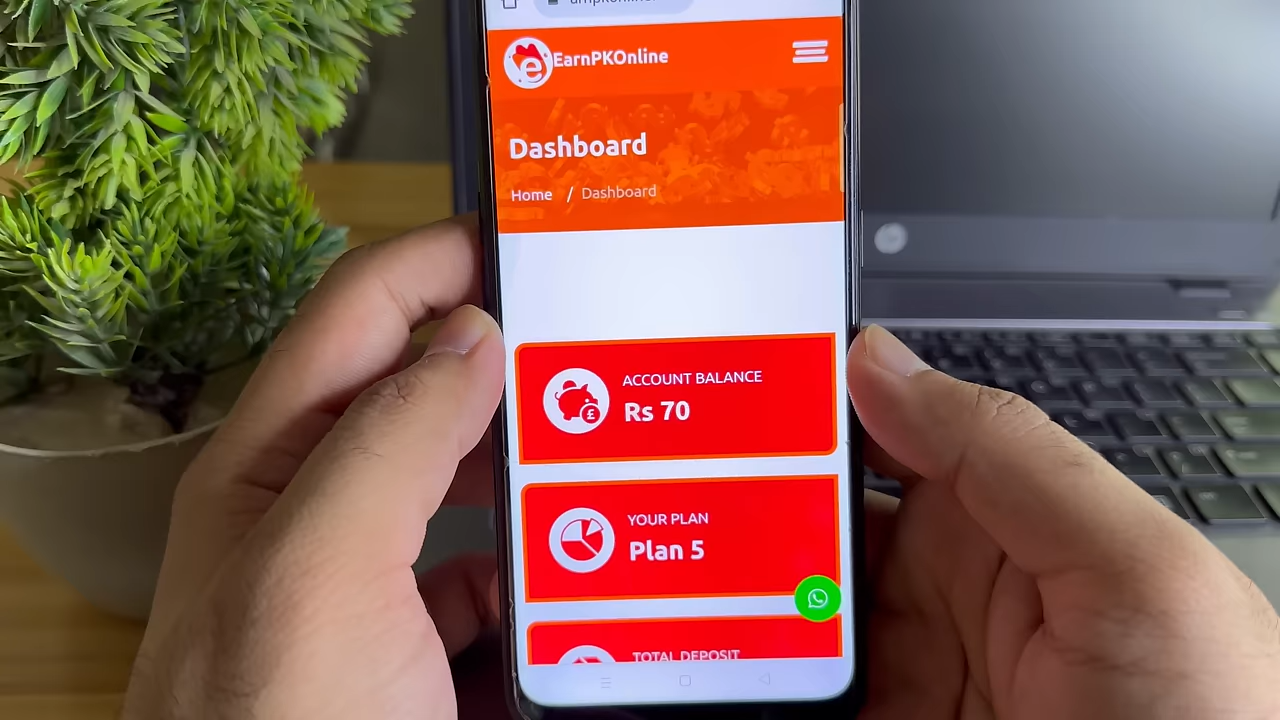 EarnPKOnline
Dashboard
Home / Dashboard
ACCOUNT BALANCE
Rs 70
YOUR PLAN
Plan 5
TOTAL DEPOSIT